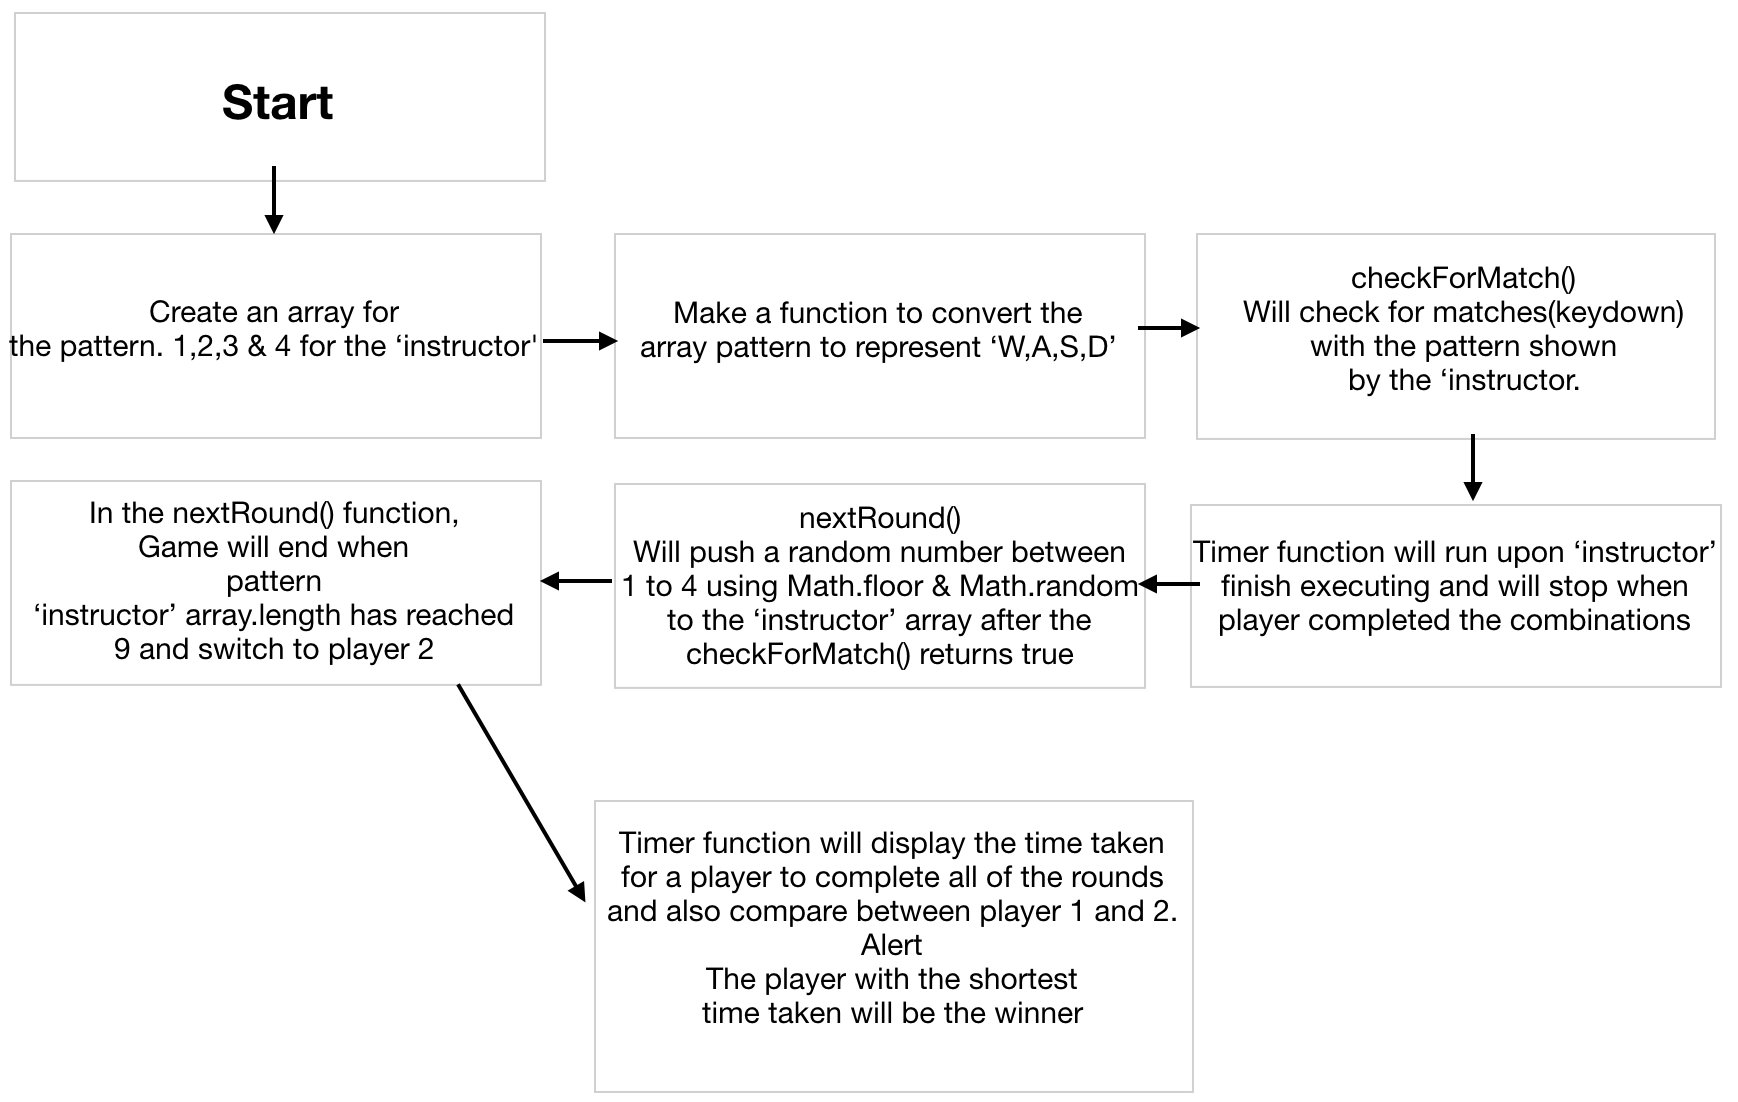 Start
Create an array for
the pattern. 1,2,3 & 4 for the ‘instructor'
Make a function to convert the
array pattern to represent ‘W,A,S,D’
checkForMatch()
Will check for matches(keydown)
with the pattern shown
by the ‘instructor.
Timer function will run upon ‘instructor’
finish executing and will stop when
player completed the combinations
nextRound()
Will push a random number between
1 to 4 using Math.floor & Math.random
to the ‘instructor’ array after the
checkForMatch() returns true
In the nextRound() function,
Game will end when
pattern
‘instructor’ array.length has reached
9 and switch to player 2
Timer function will display the time taken
for a player to complete all of the rounds
and also compare between player 1 and 2.
Alert
The player with the shortest
time taken will be the winner